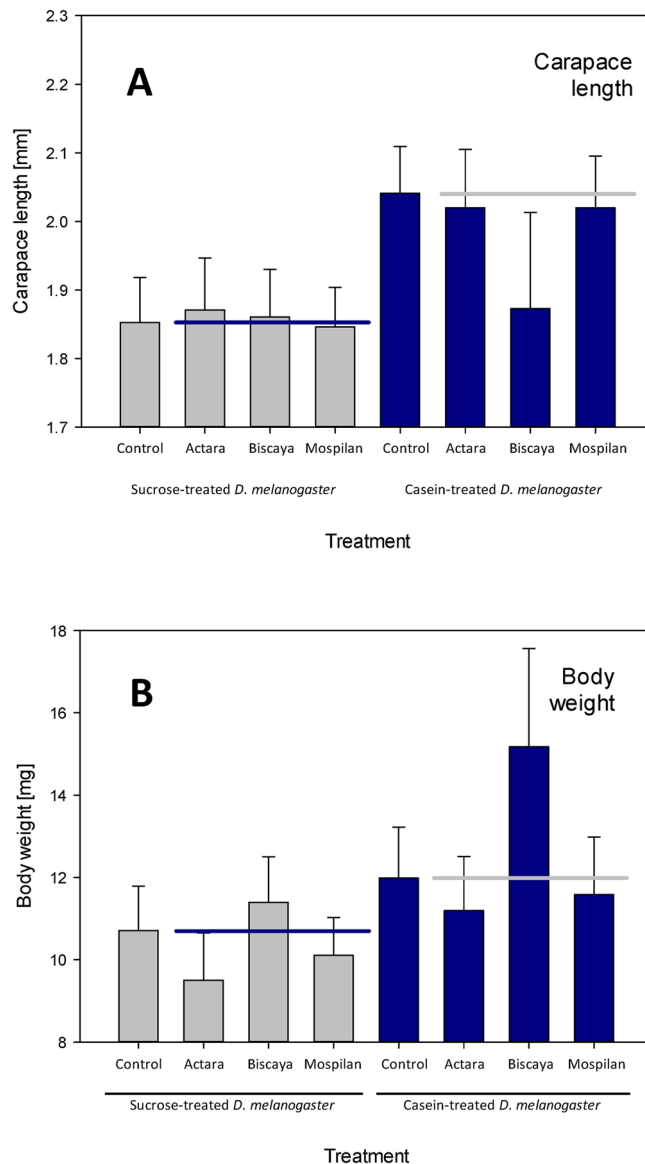 A
Carapace
length
Carapace length [mm]
2.3
2.2
2.1
2.0
1.9
1.8
1.7
Control Actara Biscaya Mospilan Control Actara Biscaya Mospilan
Sucrose-treated D. melanogaster Casein-treated D. melanogaster
Treatment
B
Body
weight
Body weight [mg]
18
16
14
12
10
8
Control Actara Biscaya Mospilan Control Actara Biscaya Mospilan
Sucrose-treated D. melanogaster Casein-treated D. melanogaster
Treatment